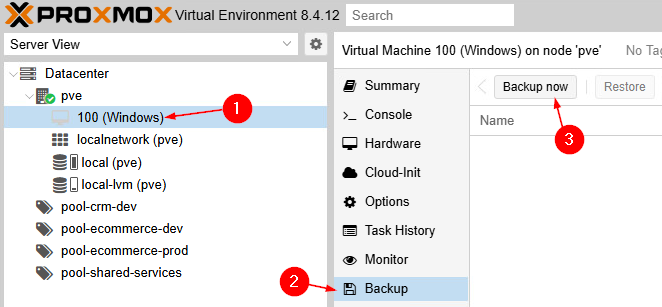 PROXMOX Virtual Environment 8.4.12 Search
Server View
Datacenter
pve
100 (Windows)
localnetwork (pve)
local (pve)
local-lvm (pve)
pool-crm-dev
pool-ecommerce-dev
pool-ecommerce-prod
pool-shared-services
1
Virtual Machine 100 (Windows) on node 'pve' No Tag
Summary
Console
Hardware
Cloud-Init
Options
Task History
Monitor
Backup
2
Backup now Restore
Name
3